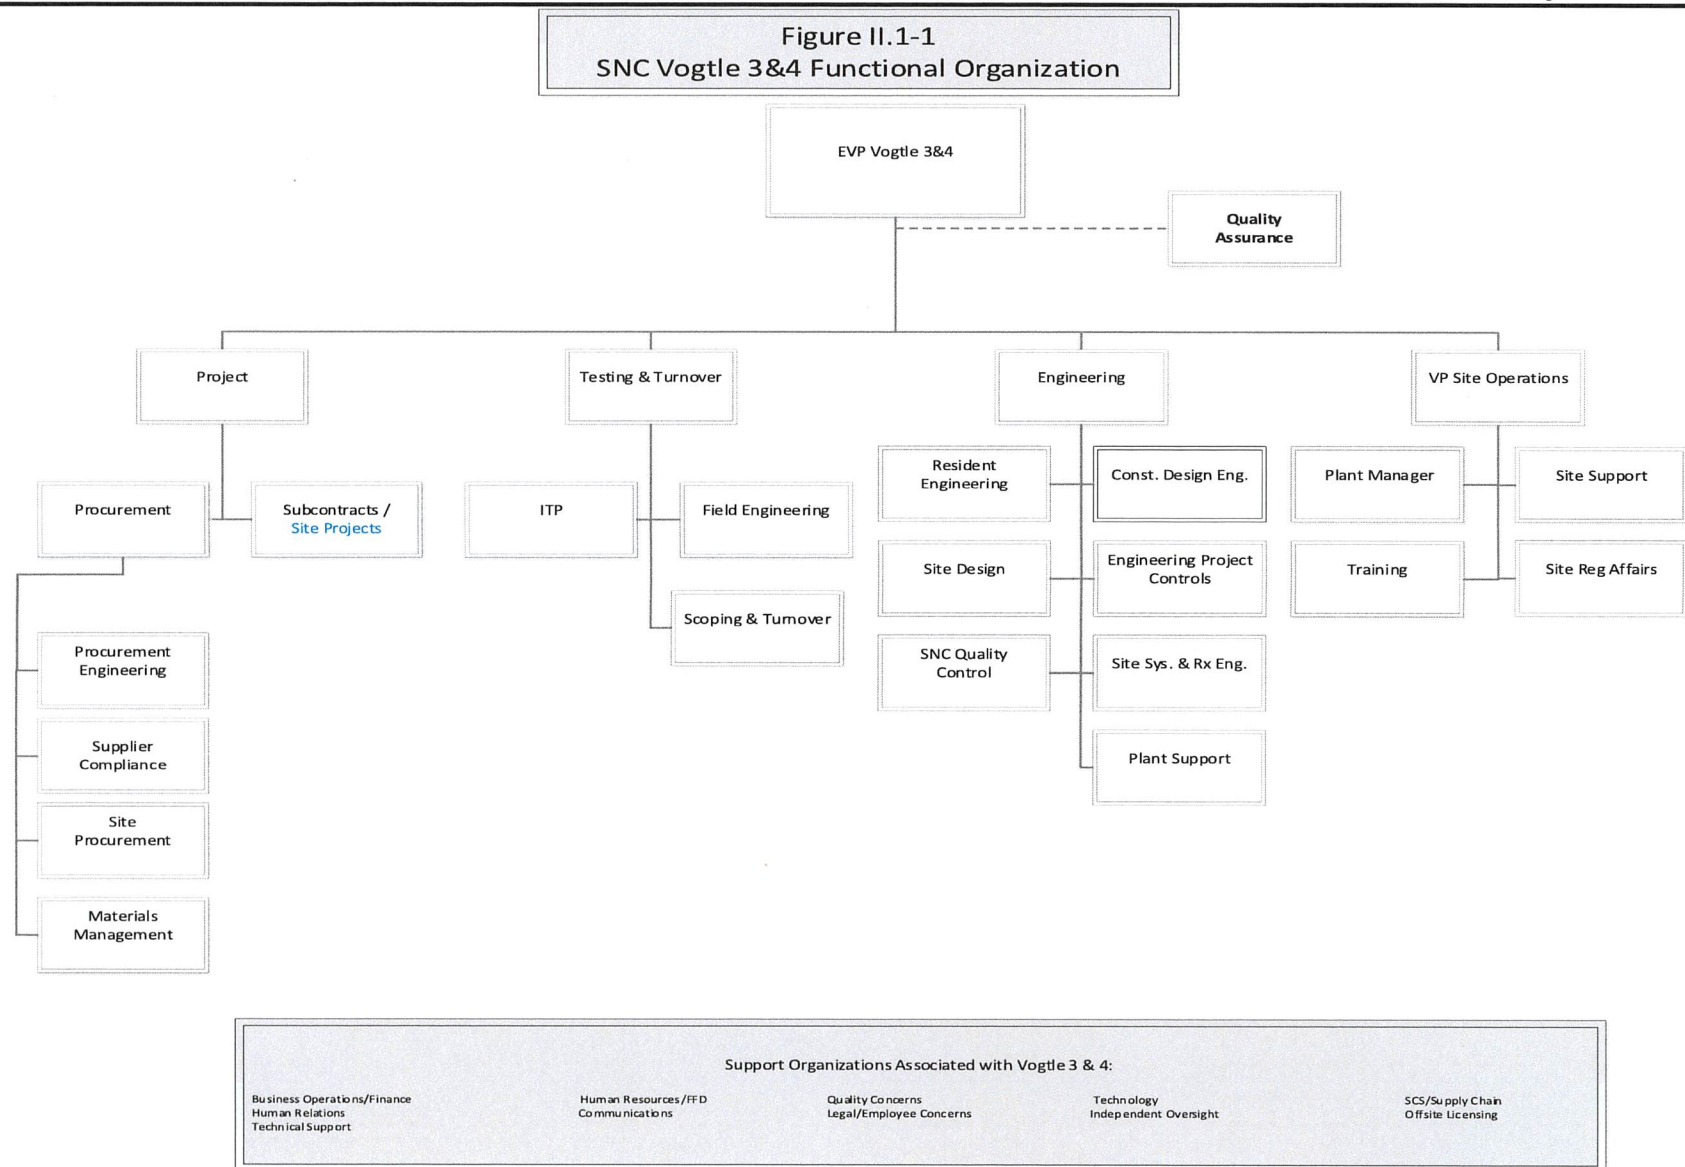 Figure II.1-1
SNC Vogtle 3&4 Functional Organization
EVP Vogtle 3&4
Quality
Assurance
Project
Testing & Turnover
Engineering
VP Site Operations
Procurement
Subcontracts /
Site Projects
ITP
Field Engineering
Scoping & Turnover
Resident
Engineering
Const. Design Eng.
Site Design
Engineering Project
Controls
SNC Quality
Control
Site Sys. & Rx Eng.
Plant Support
Plant Manager
Site Support
Training
Site Reg Affairs
Procurement
Engineering
Supplier
Compliance
Site
Procurement
Materials
Management
Support Organizations Associated with Vogtle 3 & 4:
Business Operations/Finance
Human Relations
Technical Support
Human Resources/FFD
Communications
Quality Concerns
Legal/Employee Concerns
Technology
Independent Oversight
SCS/Supply Chain
Offsite Licensing